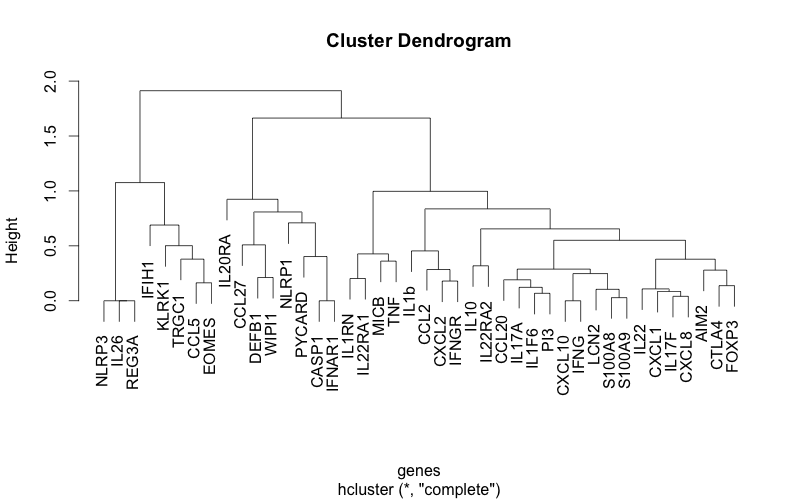 Cluster Dendrogram
Height
2.0
1.5
1.0
0.5
0.0
NLRP3
IL26
REG3A
IFIH1
KLRK1
TRGC1
CCL5
EOMES
IL20RA
CCL27
DEFB1
WIPI1
NLRP1
PYCARD
CASP1
IFNAR1
IL1RN
IL22RA1
MICB
TNF
IL1b
CCL2
CXCL2
IFNGR
IL10
IL22RA2
CCL20
IL17A
IL1F6
PI3
CXCL10
IFNG
LCN2
S100A8
S100A9
IL22
CXCL1
IL17F
CXCL8
AIM2
CTLA4
FOXP3
genes
hcluster (*, "complete")